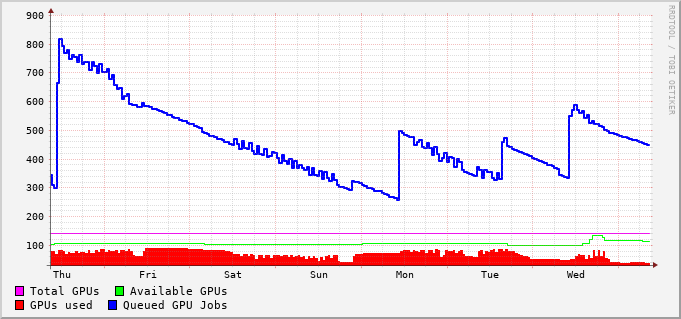 900
800
700
600
500
400
300
200
100
Thu Fri Sat Sun Mon Tue Wed
Total GPUs Available GPUs
GPUs used Queued GPU Jobs
RRDTOOL / TOBI OETIKER